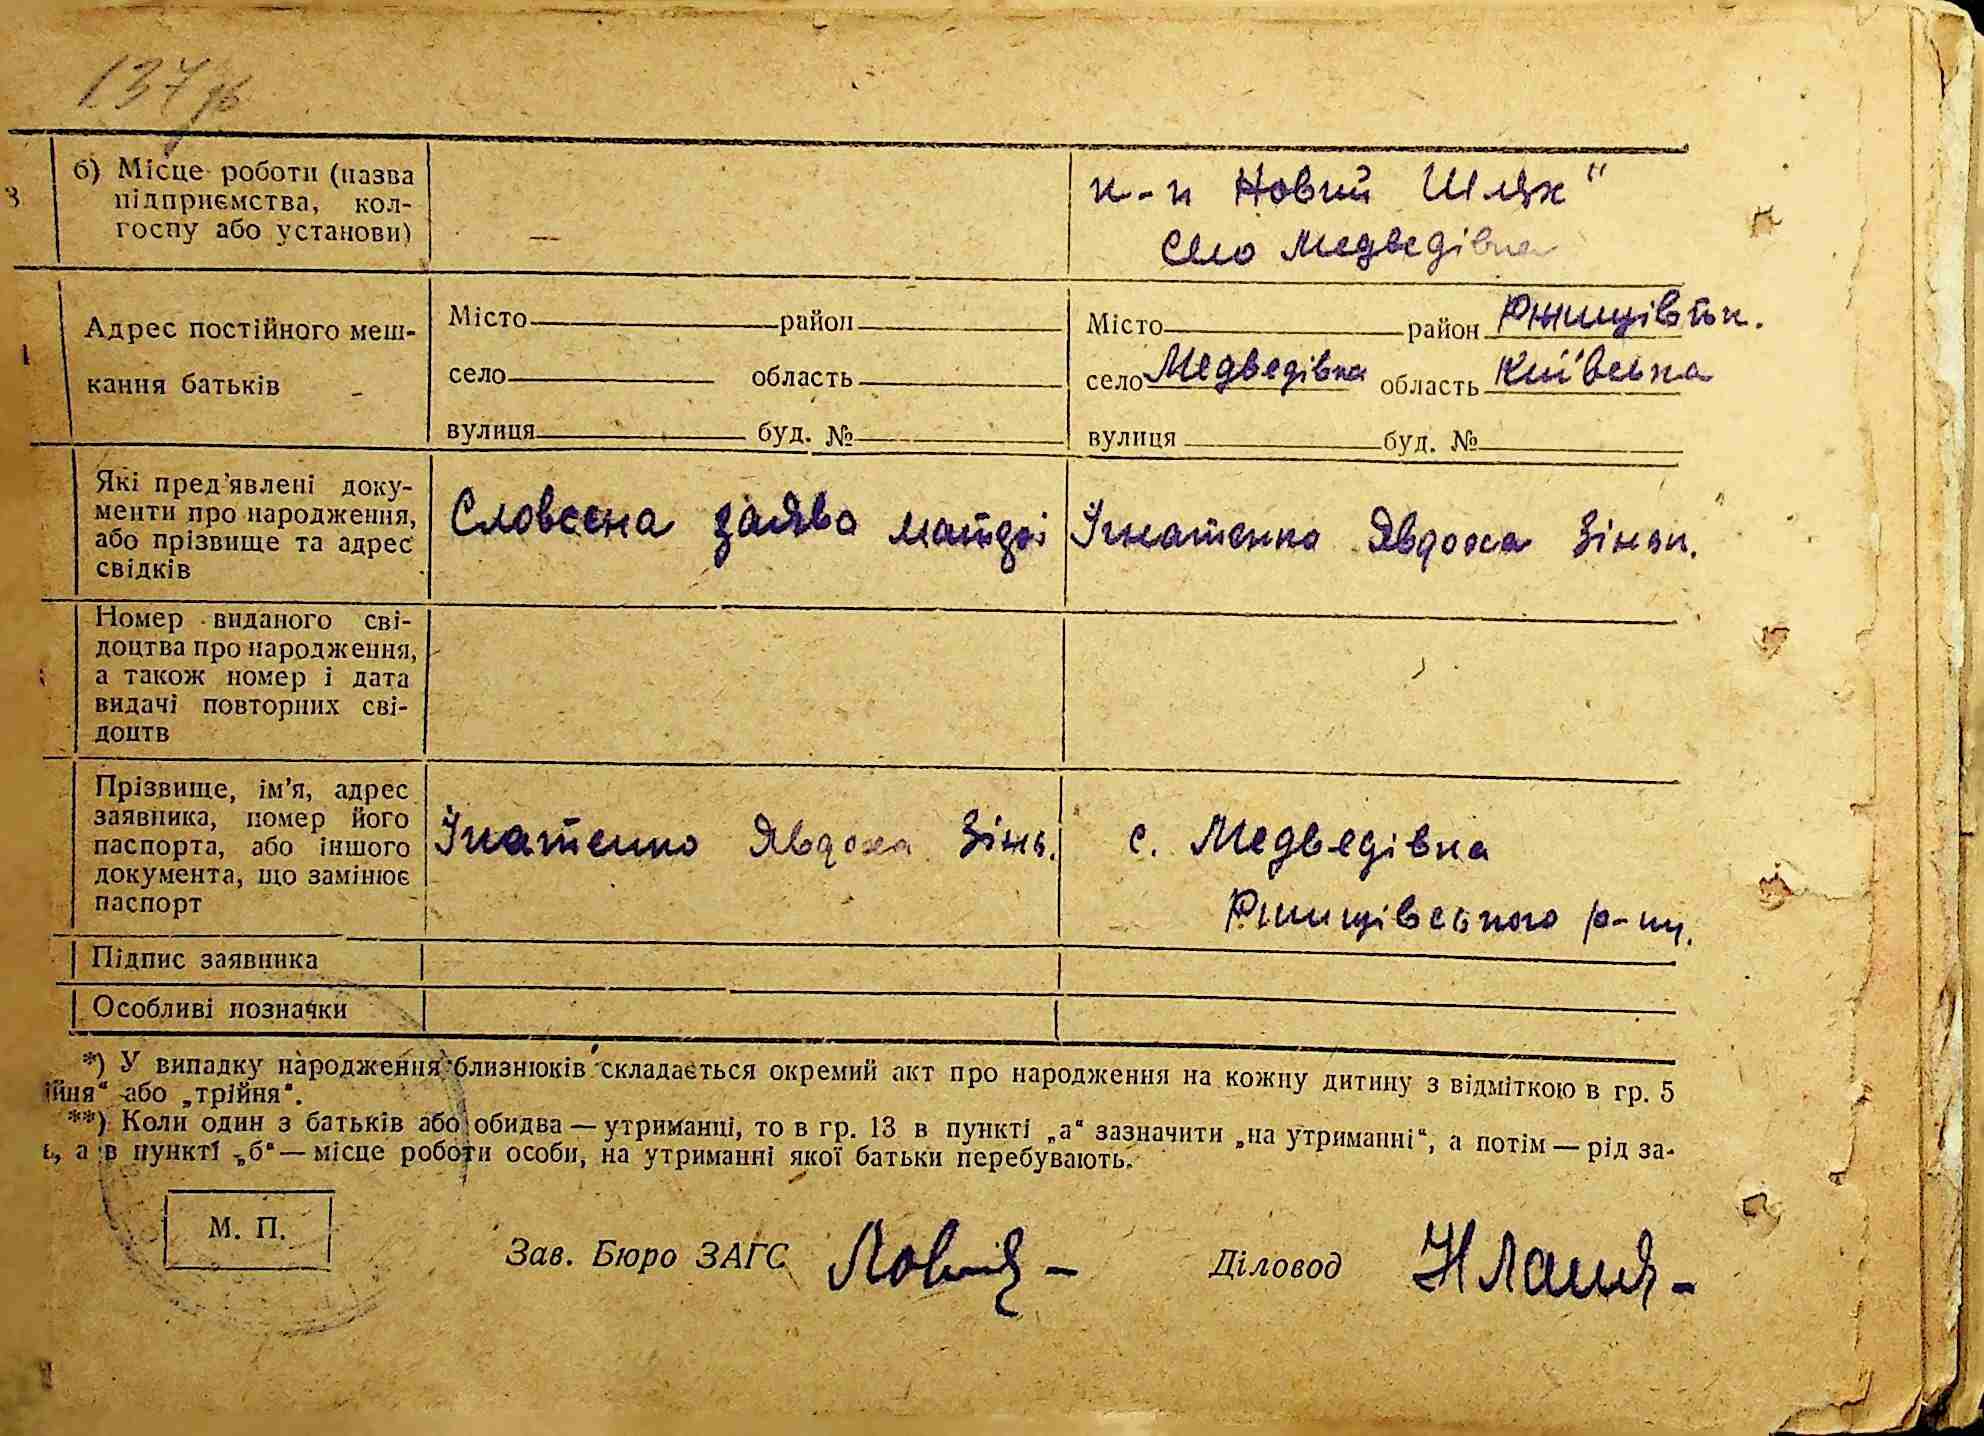 137 зв
б) Місце роботи (назва
підприємства, кол-
госпу або установи)
—
к-п Новий Шлях"
село Медведівка
Адрес постійного меш-
кання батьків
Місто район
село область
вулиця буд. №
Місто район Ржищівськ.
село Медведівка область Київська
вулиця буд. №
Які пред'явлені доку-
менти про народження,
або прізвище та адрес
свідків
Словесна заява матері Ігнатенко Явдоха Зінов.
Номер виданого сві-
доцтва про народження,
а також номер і дата
видачі повторних сві-
доцтв
Прізвище, ім'я, адрес
заявника, номер його
паспорта, або іншого
документа, що замінює
паспорт
Ігнатенко Явдоха Зінь. с. Медведівка
Ржищівського р-ну.
Підпис заявника
Особливі позначки
*) У випадку народження близнюків складається окремий акт про народження на кожну дитину з відміткою в гр. 5
ійня“ або „трійня“.
**) Коли один з батьків або обидва — утриманці, то в гр. 13 в пункті „а“ зазначити „на утриманні“, а потім — рід за-
, а в пункті „б“ — місце роботи особи, на утриманні якої батьки перебувають.
М. П.
Зав. Бюро ЗАГС
Діловод